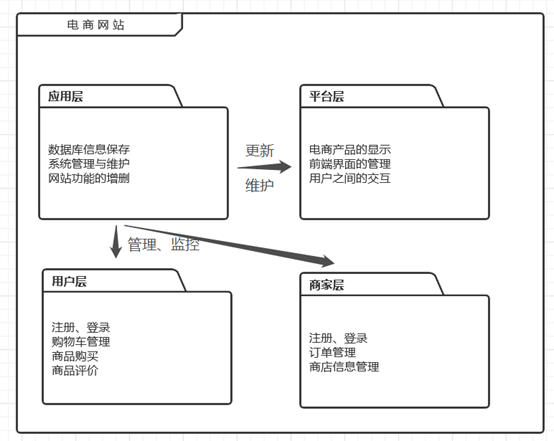 电商网站
应用层
数据库信息保存
系统管理与维护
网站功能的增删
更新
维护
平台层
电商产品的显示
前端界面的管理
用户之间的交互
管理、监控
用户层
注册、登录
购物车管理
商品购买
商品评价
商家层
注册、登录
订单管理
商店信息管理